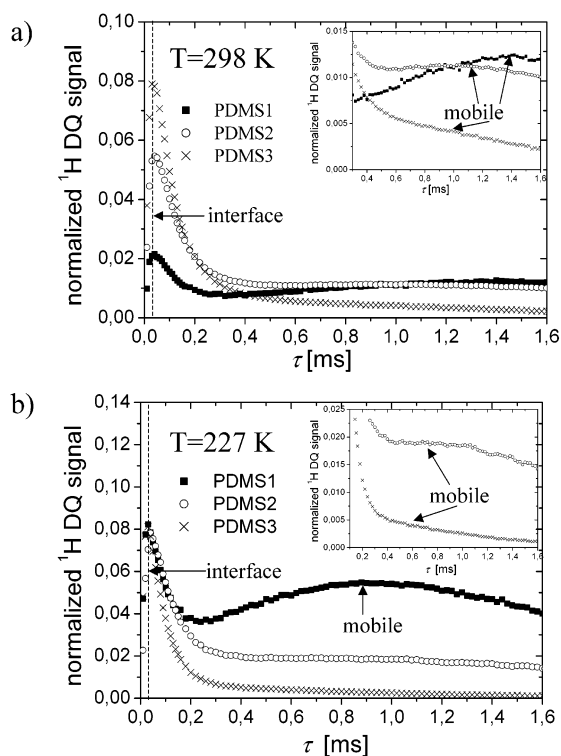 a)
0,10
0,08
0,06
0,04
0,02
0,00
normalized ¹H DQ signal
T=298 K
PDMS1
PDMS2
PDMS3
interface
0,0 0,2 0,4 0,6 0,8 1,0 1,2 1,4 1,6
τ [ms]
0,015
0,010
0,005
0,000
normalized ¹H DQ signal
mobile
0,4 0,6 0,8 1,0 1,2 1,4 1,6
τ [ms]
b)
0,14
0,12
0,10
0,08
0,06
0,04
0,02
0,00
normalized ¹H DQ signal
T=227 K
PDMS1
PDMS2
PDMS3
interface
mobile
0,0 0,2 0,4 0,6 0,8 1,0 1,2 1,4 1,6
τ [ms]
0,025
0,020
0,015
0,010
0,005
0,000
normalized ¹H DQ signal
mobile
0,2 0,4 0,6 0,8 1,0 1,2 1,4 1,6
τ [ms]